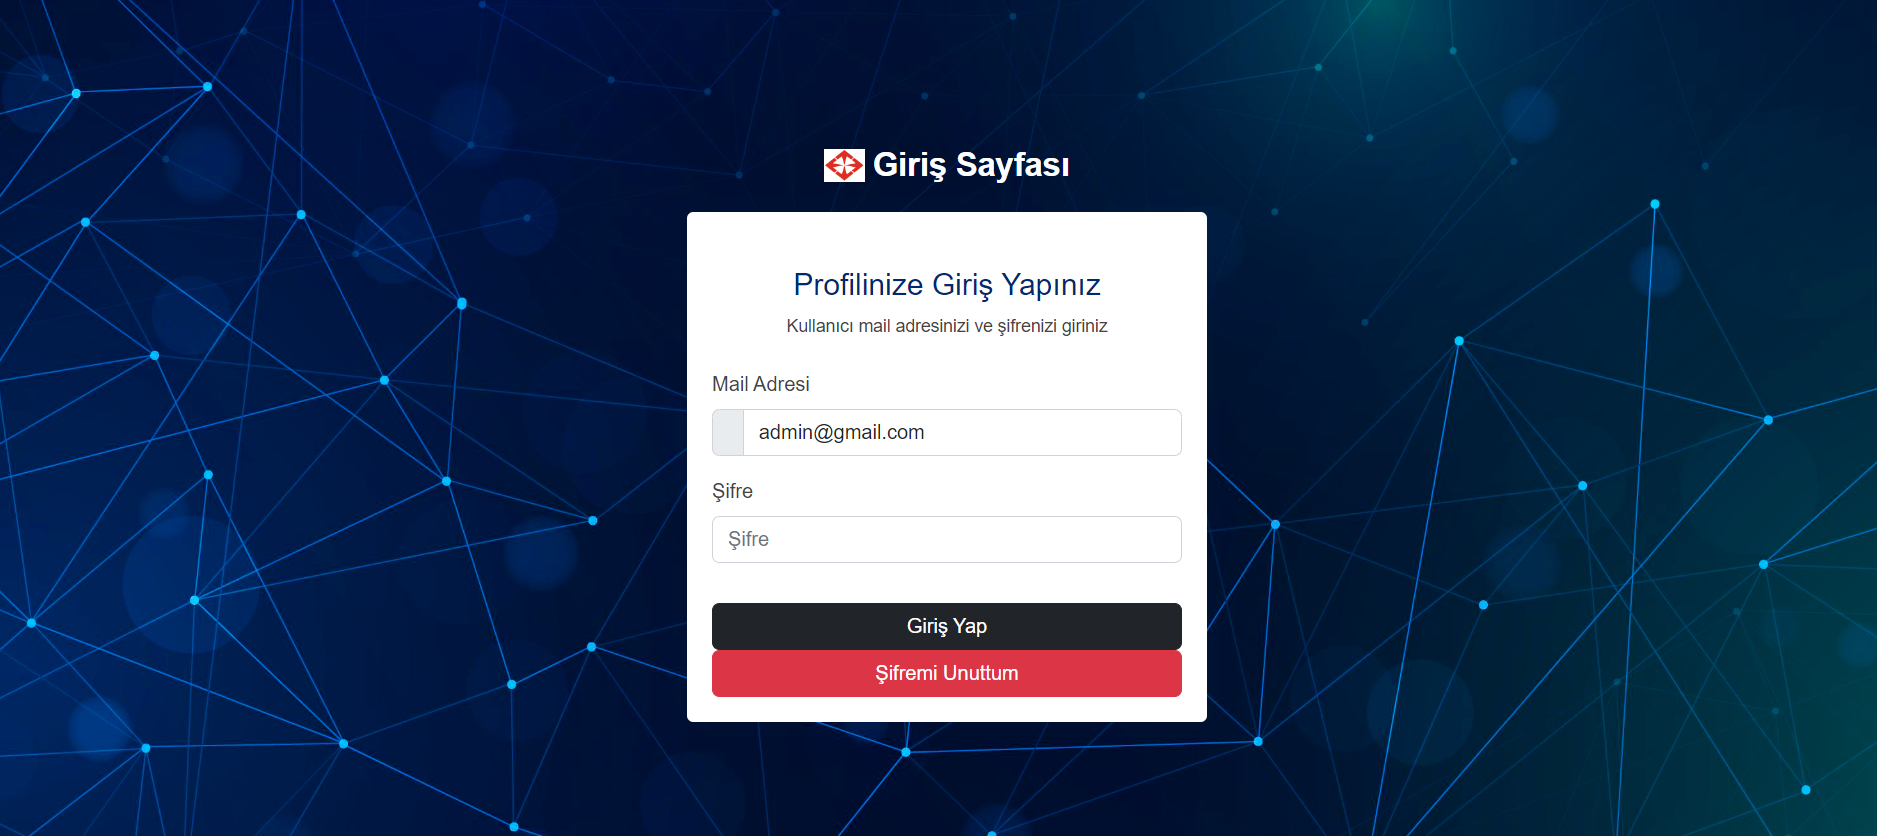 Giriş Sayfası
Profilinize Giriş Yapınız
Kullanıcı mail adresinizi ve şifrenizi giriniz
Mail Adresi
admin@gmail.com
Şifre
Şifre
Giriş Yap
Şifremi Unuttum